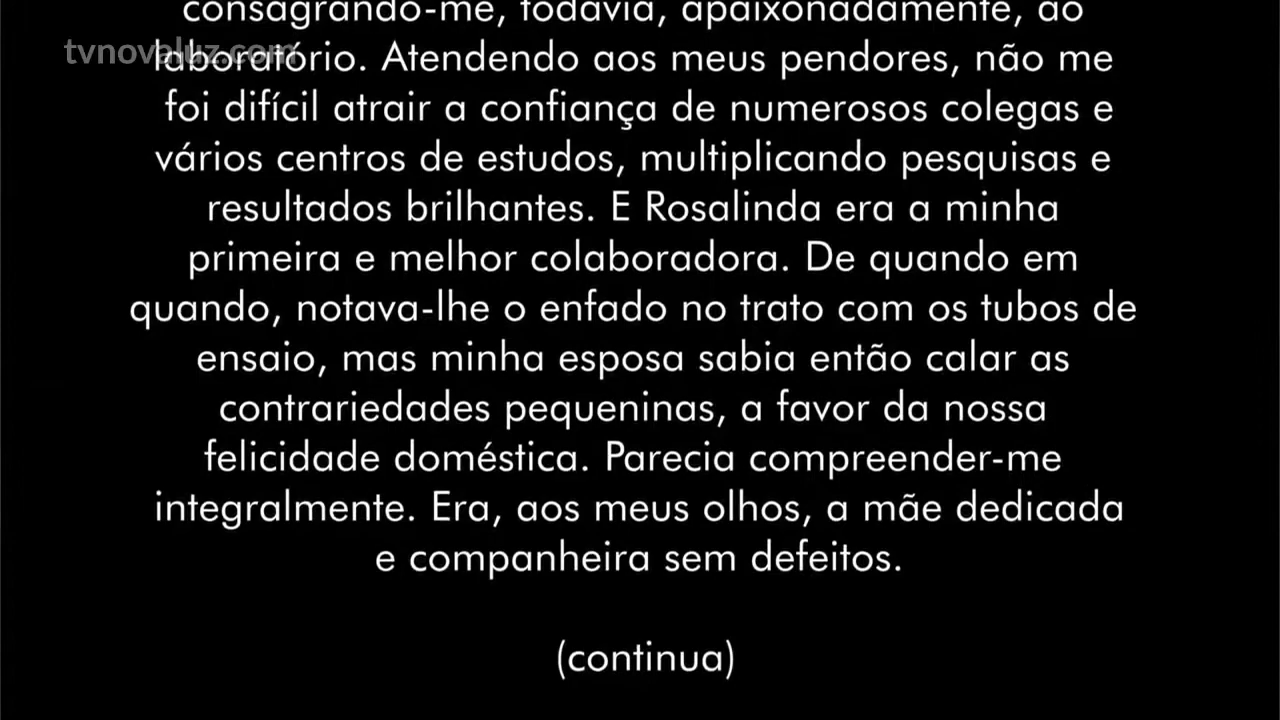 consagrando-me, todavia, apaixonadamente, ao
tvnovaluz.com
laboratório. Atendendo aos meus pendores, não me
foi difícil atrair a confiança de numerosos colegas e
vários centros de estudos, multiplicando pesquisas e
resultados brilhantes. E Rosalinda era a minha
primeira e melhor colaboradora. De quando em
quando, notava-lhe o enfado no trato com os tubos de
ensaio, mas minha esposa sabia então calar as
contrariedades pequeninas, a favor da nossa
felicidade doméstica. Parecia compreender-me
integralmente. Era, aos meus olhos, a mãe dedicada
e companheira sem defeitos.
(continua)